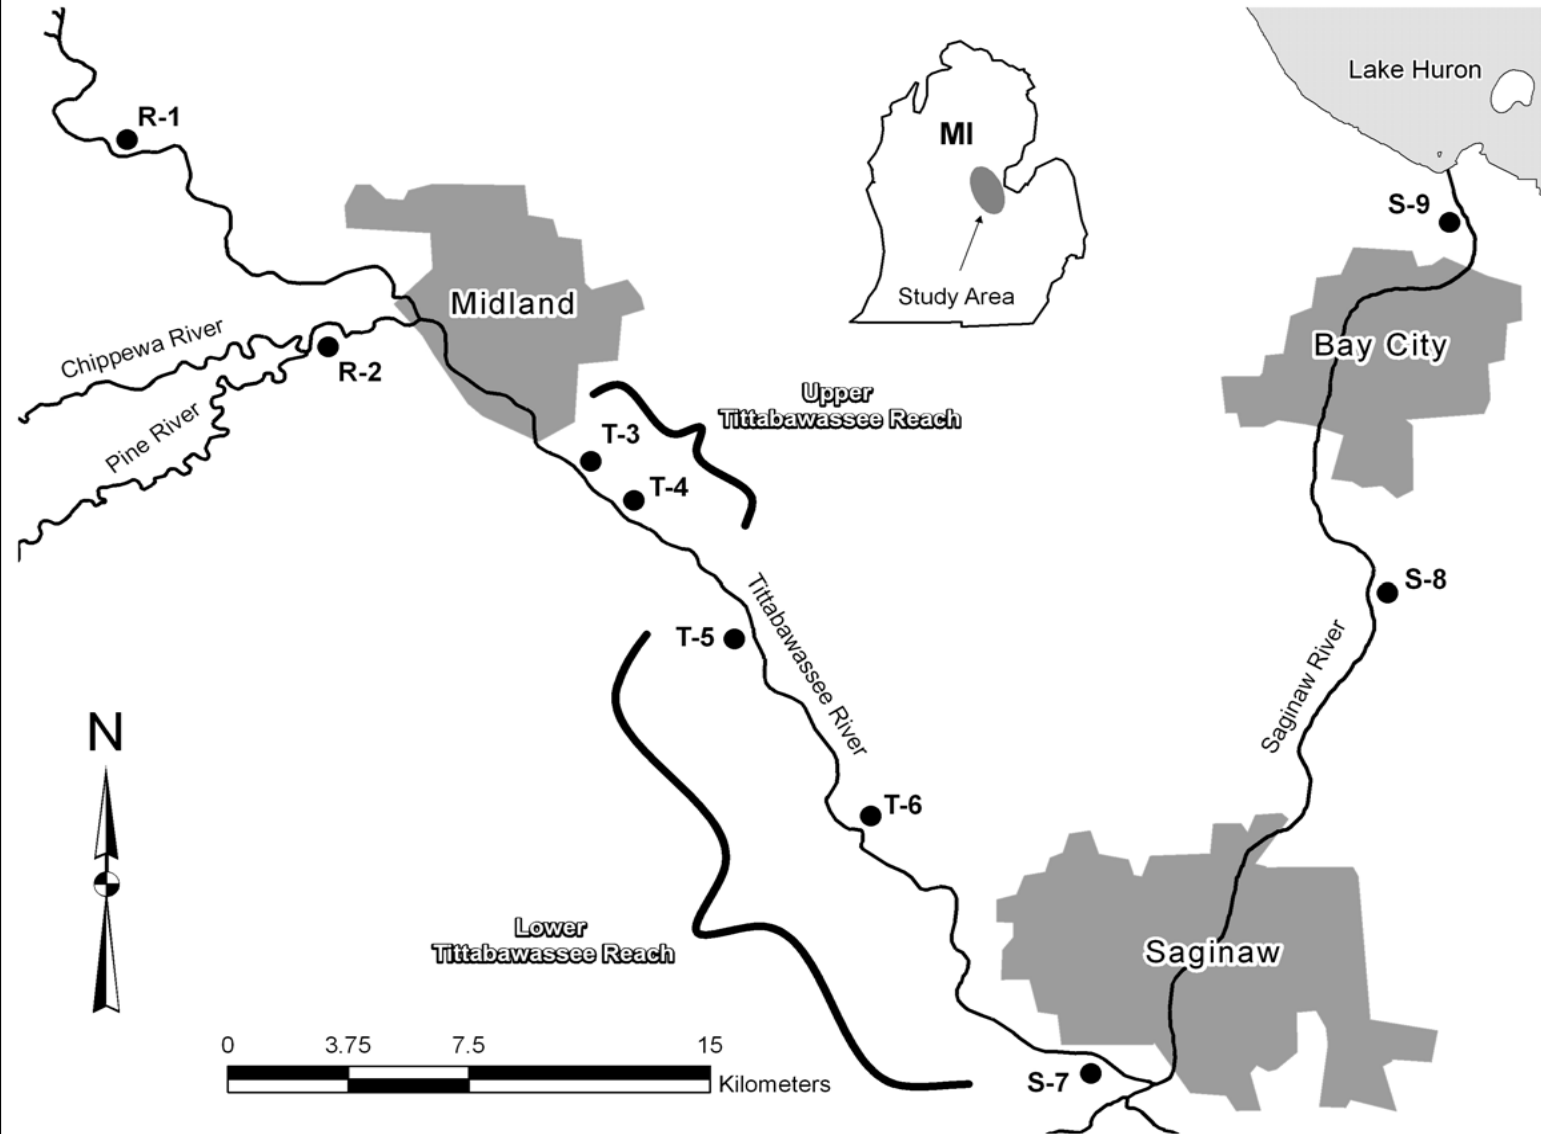 Lake Huron
R-1
MI
S-9
Study Area
Midland
Chippewa River
Bay City
R-2
Upper
Tittabawassee Reach
Pine River
T-3
T-4
S-8
Tittabawassee River
T-5
Saginaw River
N
T-6
Lower
Tittabawassee Reach
Saginaw
0 3.75 7.5 15
Kilometers
S-7